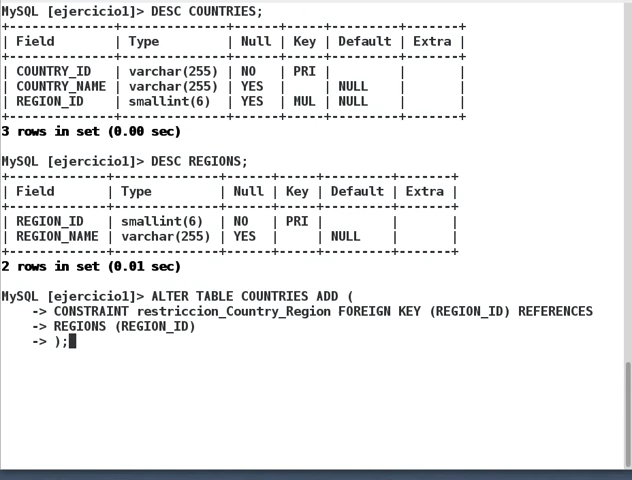 MySQL [ejercicio1]> DESC COUNTRIES;
+--------------+--------------+------+-----+---------+-------+
| Field        | Type         | Null | Key | Default | Extra |
+--------------+--------------+------+-----+---------+-------+
| COUNTRY_ID   | varchar(255) | NO   | PRI |         |       |
| COUNTRY_NAME | varchar(255) | YES  |     | NULL    |       |
| REGION_ID    | smallint(6)  | YES  | MUL | NULL    |       |
+--------------+--------------+------+-----+---------+-------+
3 rows in set (0.00 sec)
MySQL [ejercicio1]> DESC REGIONS;
+-------------+--------------+------+-----+---------+-------+
| Field       | Type         | Null | Key | Default | Extra |
+-------------+--------------+------+-----+---------+-------+
| REGION_ID   | smallint(6)  | NO   | PRI |         |       |
| REGION_NAME | varchar(255) | YES  |     | NULL    |       |
+-------------+--------------+------+-----+---------+-------+
2 rows in set (0.01 sec)
MySQL [ejercicio1]> ALTER TABLE COUNTRIES ADD (
    -> CONSTRAINT restriccion_Country_Region FOREIGN KEY (REGION_ID) REFERENCES
    -> REGIONS (REGION_ID)
    -> );